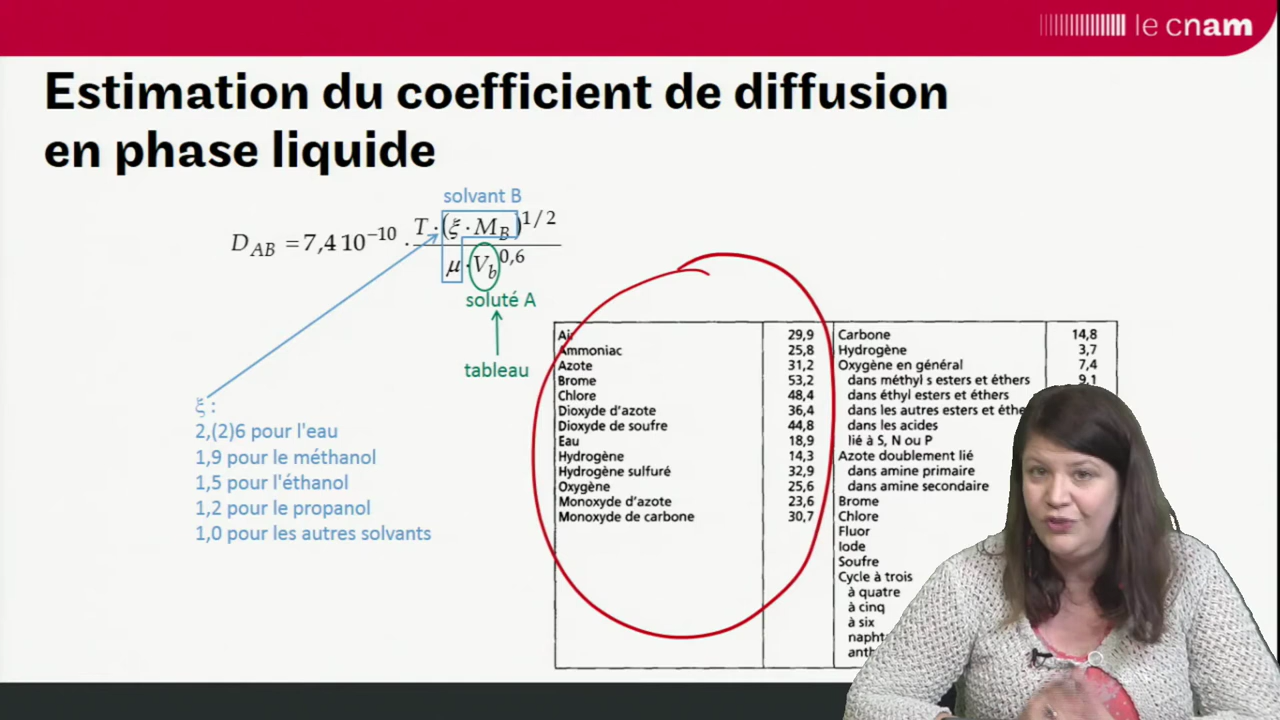 le cnam
Estimation du coefficient de diffusion
en phase liquide
solvant B
D_AB = 7,4 10^-10 · T·(ξ·M_B)^1/2
μ·V_b^0,6
soluté A
tableau
ξ :
2,(2)6 pour l'eau
1,9 pour le méthanol
1,5 pour l'éthanol
1,2 pour le propanol
1,0 pour les autres solvants
Air 29,9
Ammoniac 25,8
Azote 31,2
Brome 53,2
Chlore 48,4
Dioxyde d'azote 36,4
Dioxyde de soufre 44,8
Eau 18,9
Hydrogène 14,3
Hydrogène sulfuré 32,9
Oxygène 25,6
Monoxyde d'azote 23,6
Monoxyde de carbone 30,7
Carbone 14,8
Hydrogène 3,7
Oxygène en général 7,4
dans méthyl s esters et éthers 9,1
dans éthyl esters et éthers
dans les autres esters et
dans les acides
lié à S, N ou P
Azote doublement lié
dans amine primaire
dans amine secondaire
Brome
Chlore
Fluor
Iode
Soufre
Cycle à trois
à quatre
à cinq
à six